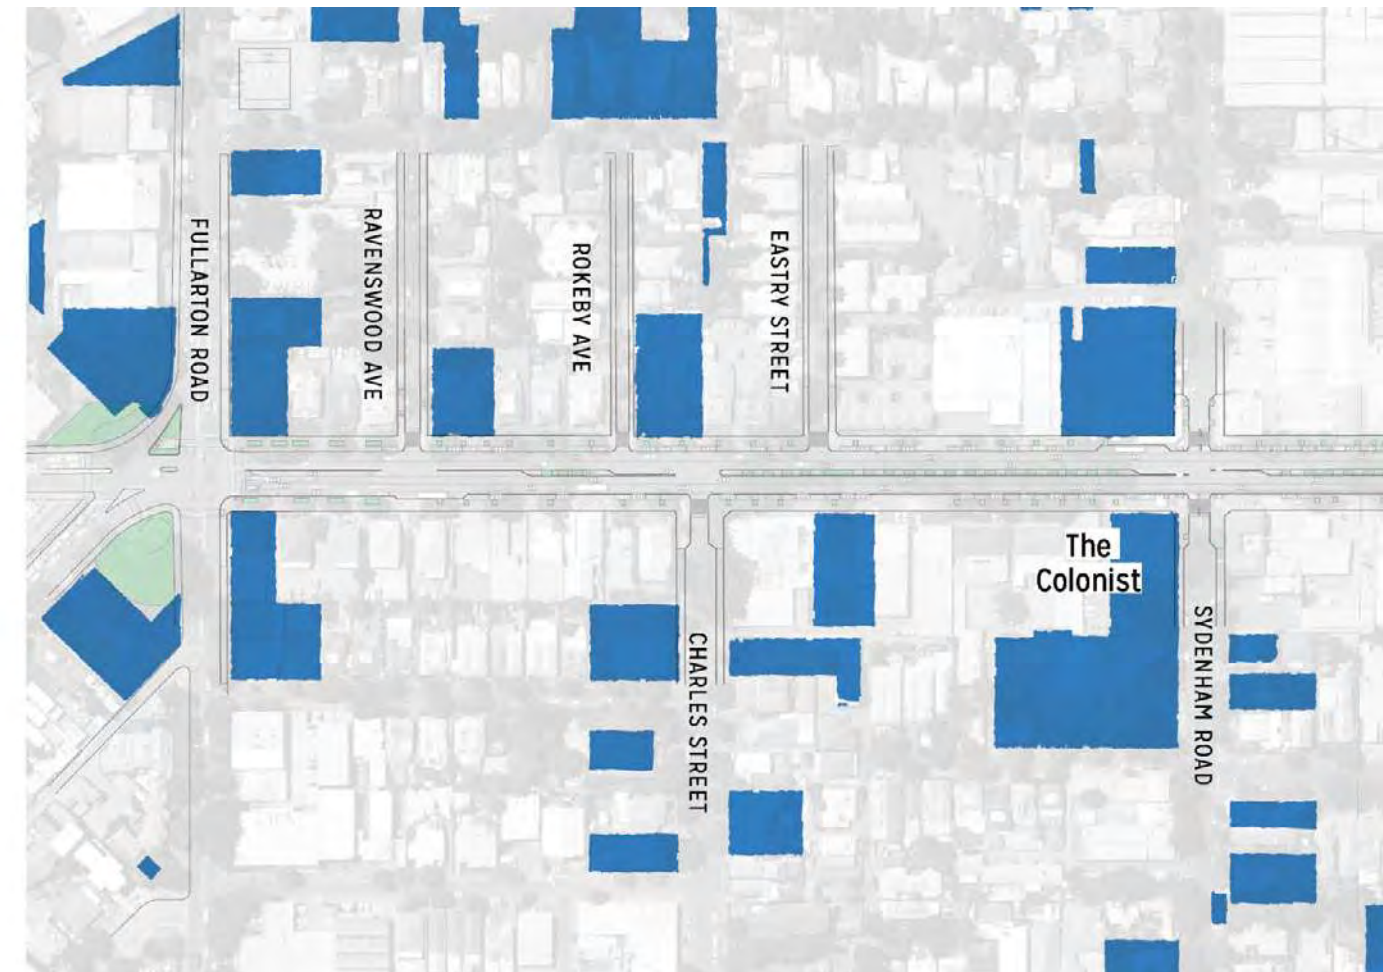 FULLARTON ROAD
RAVENSWOOD AVE
ROKEBY AVE
EASTRY STREET
The
Colonist
CHARLES STREET
SYDENHAM ROAD